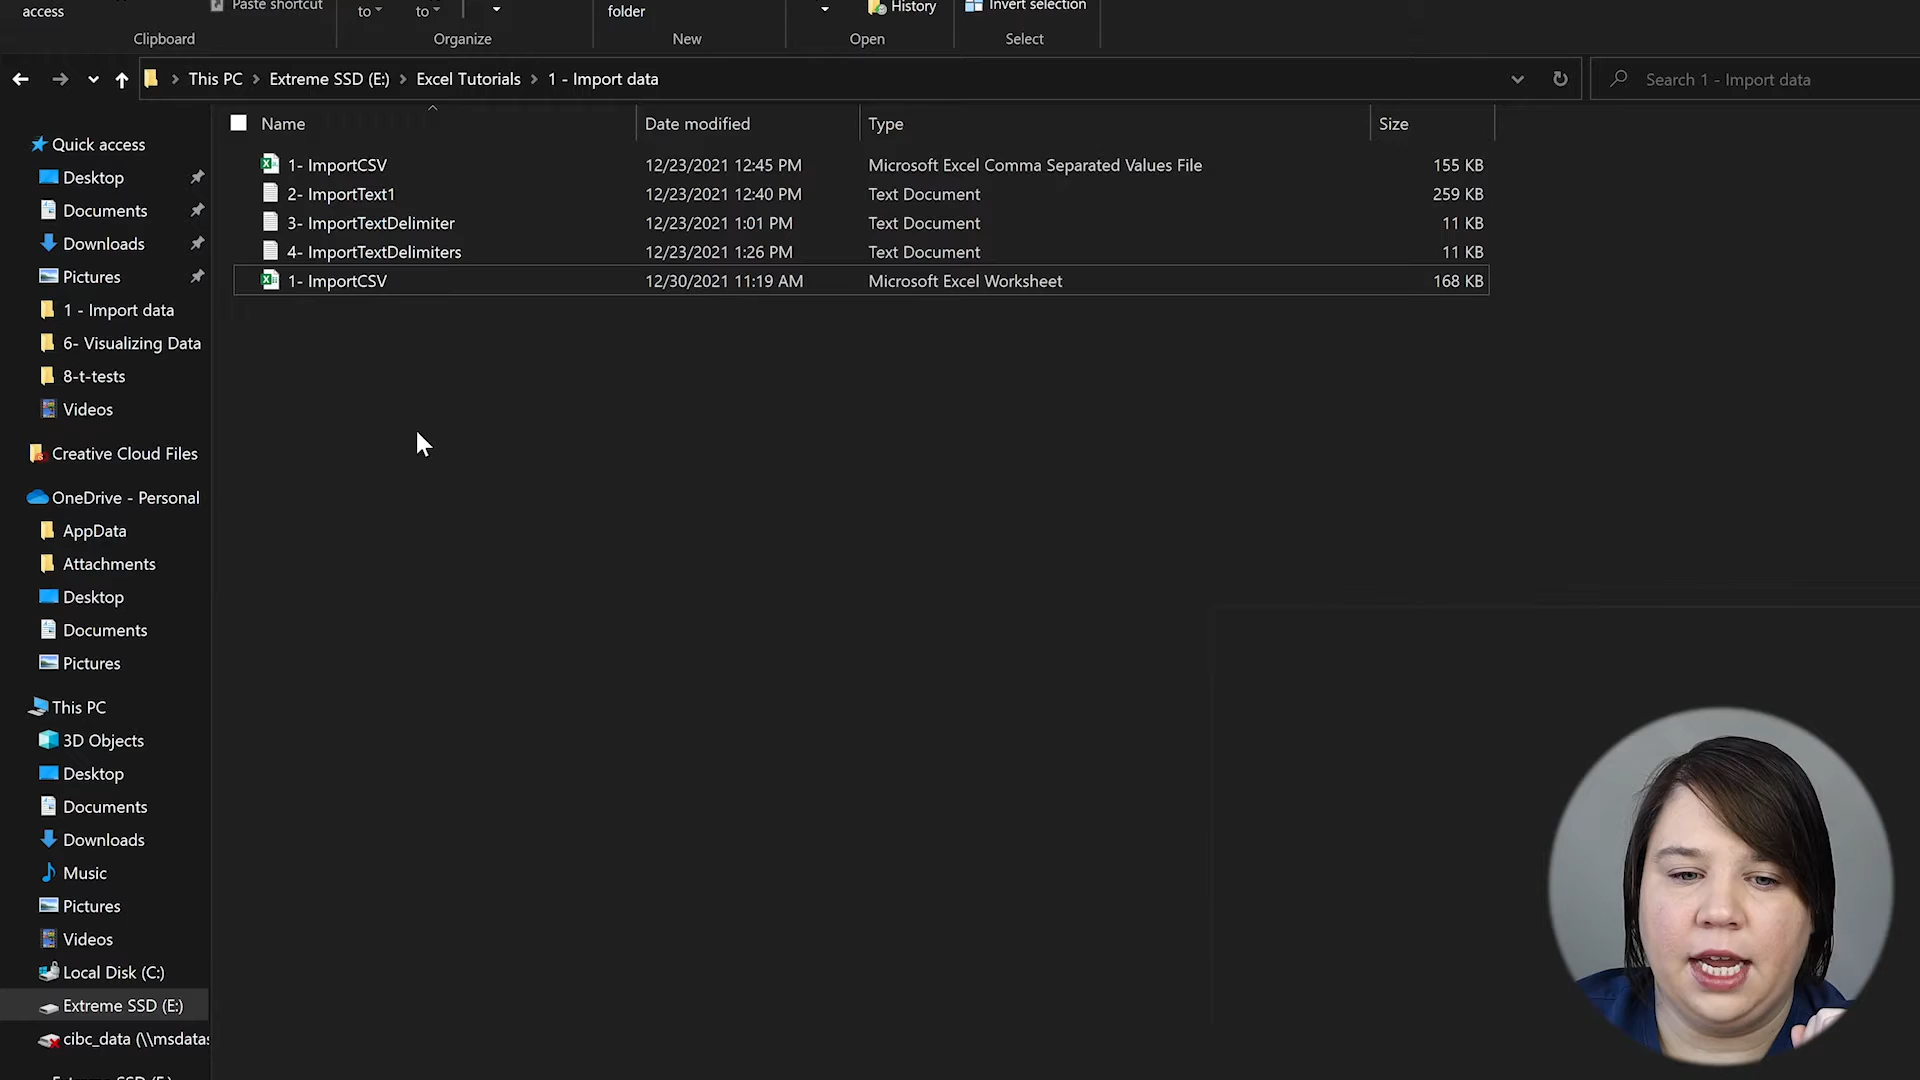 access
Paste shortcut
to
to
folder
History
Invert selection
Clipboard
Organize
New
Open
Select
This PC
Extreme SSD (E:)
Excel Tutorials
1 - Import data
Search 1 - Import data
Name
Date modified
Type
Size
1- ImportCSV 12/23/2021 12:45 PM Microsoft Excel Comma Separated Values File 155 KB
2- ImportText1 12/23/2021 12:40 PM Text Document 259 KB
3- ImportTextDelimiter 12/23/2021 1:01 PM Text Document 11 KB
4- ImportTextDelimiters 12/23/2021 1:26 PM Text Document 11 KB
1- ImportCSV 12/30/2021 11:19 AM Microsoft Excel Worksheet 168 KB
Quick access
Desktop
Documents
Downloads
Pictures
1 - Import data
6- Visualizing Data
8-t-tests
Videos
Creative Cloud Files
OneDrive - Personal
AppData
Attachments
Desktop
Documents
Pictures
This PC
3D Objects
Desktop
Documents
Downloads
Music
Pictures
Videos
Local Disk (C:)
Extreme SSD (E:)
cibc_data (\\msdatas